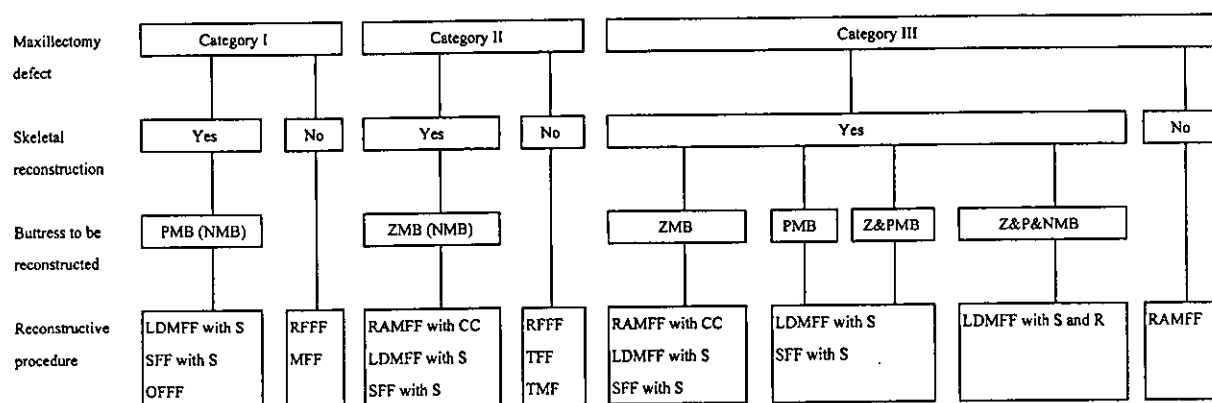 Maxillectomy
defect
Category I
Category II
Category III
Skeletal
reconstruction
Yes
No
Yes
No
Yes
No
Buttress to be
reconstructed
PMB (NMB)
ZMB (NMB)
ZMB
PMB
Z&PMB
Z&P&NMB
Reconstructive
procedure
LDMFF with S
SFF with S
OFFF
RFFF
MFF
RAMFF with CC
LDMFF with S
SFF with S
RFFF
TFF
TMF
RAMFF with CC
LDMFF with S
SFF with S
LDMFF with S
SFF with S
LDMFF with S and R
RAMFF